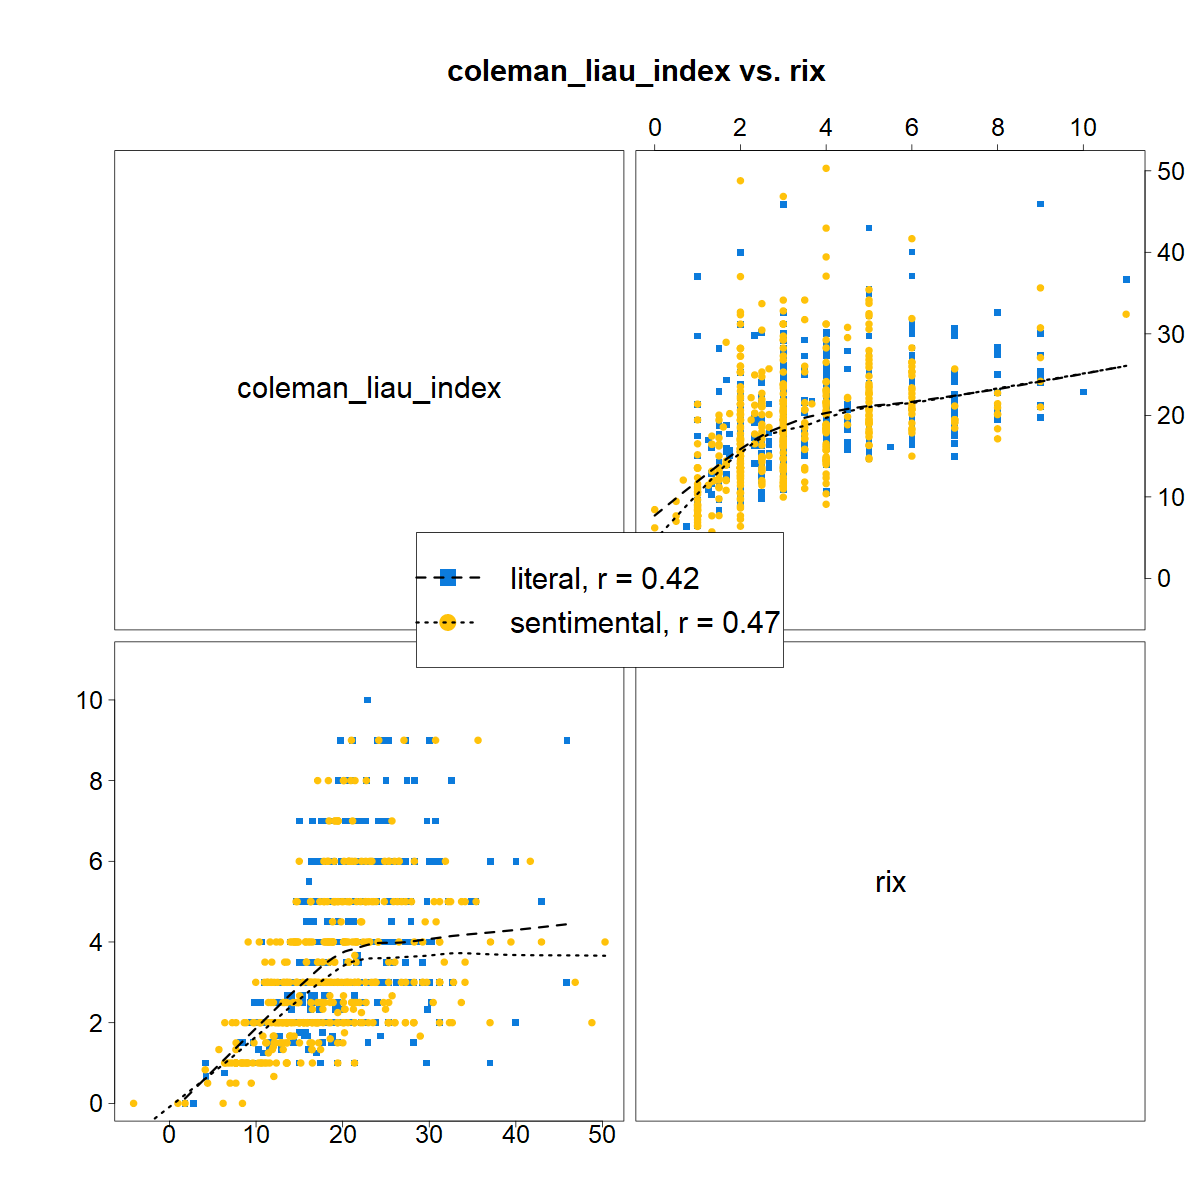 coleman_liau_index vs. rix
0 2 4 6 8 10
coleman_liau_index
50
40
30
20
10
0
literal, r = 0.42
sentimental, r = 0.47
10
8
6
4
2
0
rix
0 10 20 30 40 50